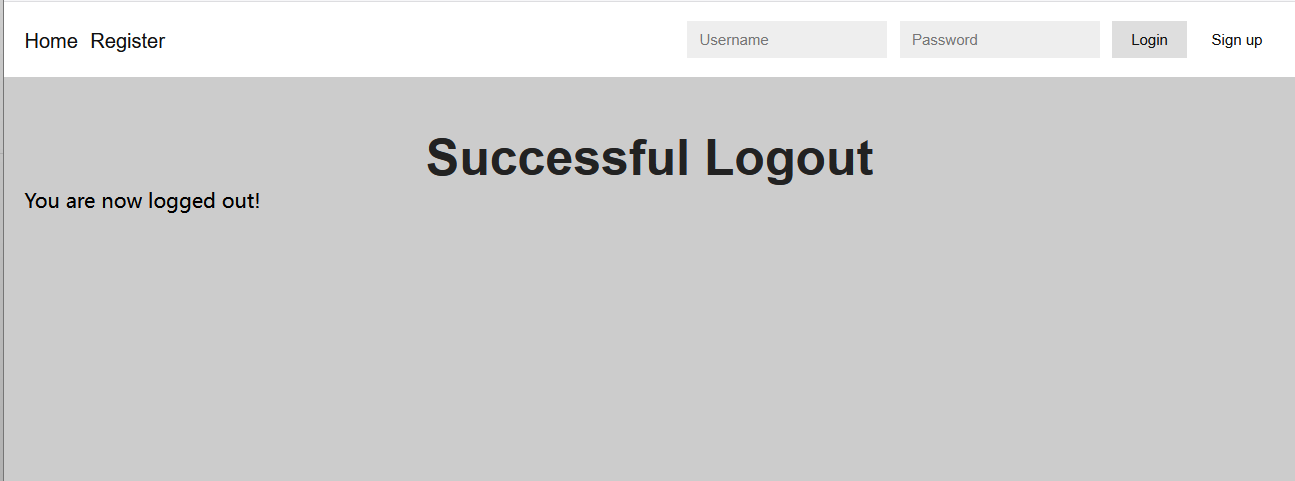 Home Register Username Password Login Sign up
Successful Logout
You are now logged out!